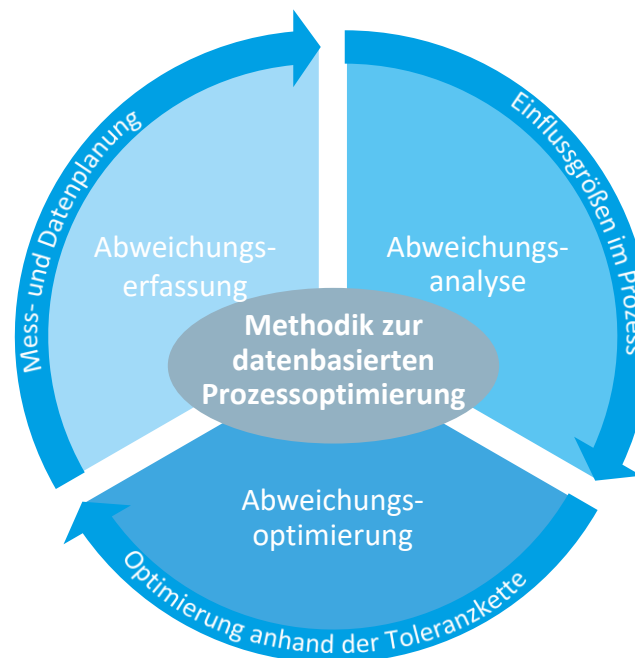 Mess- und Datenplanung
Einflussgrößen im Prozess
Abweichungs-
erfassung
Abweichungs-
analyse
Methodik zur
datenbasierten
Prozessoptimierung
Abweichungs-
optimierung
Optimierung anhand der Toleranzkette